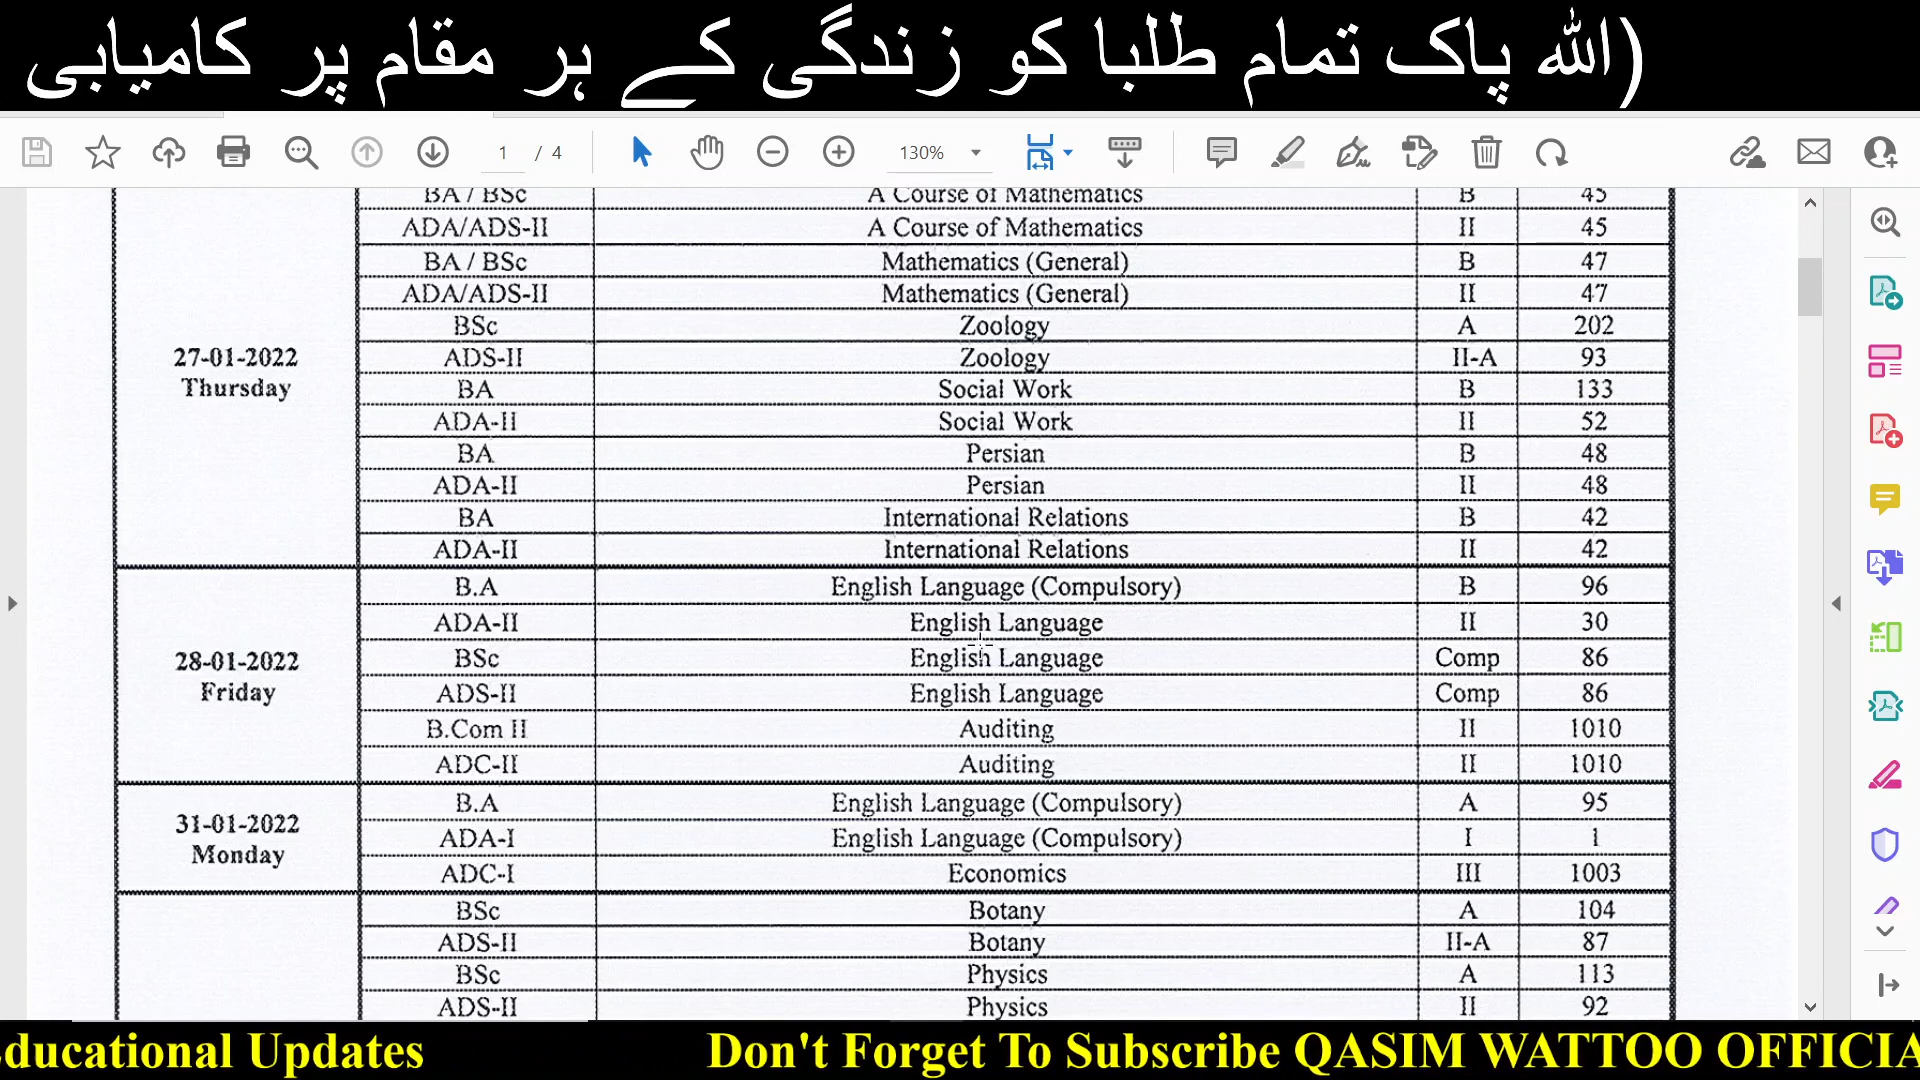 (اللہ پاک تمام طلبا کو زندگی کے ہر مقام پر کامیابی
1 / 4 130%
BA / BSc A Course of Mathematics B 45
ADA/ADS-II A Course of Mathematics II 45
BA / BSc Mathematics (General) B 47
ADA/ADS-II Mathematics (General) II 47
BSc Zoology A 202
27-01-2022 Thursday
ADS-II Zoology II-A 93
BA Social Work B 133
ADA-II Social Work II 52
BA Persian B 48
ADA-II Persian II 48
BA International Relations B 42
ADA-II International Relations II 42
28-01-2022 Friday
B.A English Language (Compulsory) B 96
ADA-II English Language II 30
BSc English Language Comp 86
ADS-II English Language Comp 86
B.Com II Auditing II 1010
ADC-II Auditing II 1010
31-01-2022 Monday
B.A English Language (Compulsory) A 95
ADA-I English Language (Compulsory) I 1
ADC-I Economics III 1003
BSc Botany A 104
ADS-II Botany II-A 87
BSc Physics A 113
ADS-II Physics II 92
Educational Updates Don't Forget To Subscribe QASIM WATTOO OFFICIA